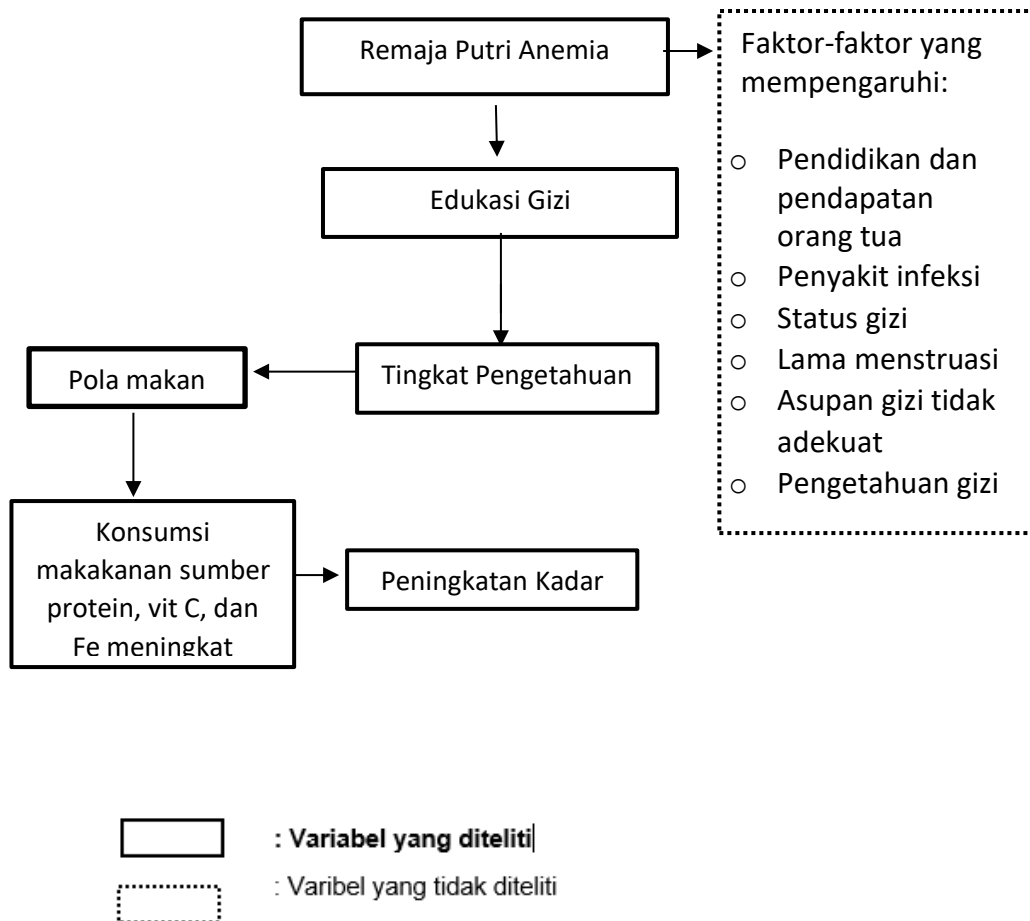 Remaja Putri Anemia
Faktor-faktor yang
mempengaruhi:
o Pendidikan dan
pendapatan
orang tua
o Penyakit infeksi
o Status gizi
o Lama menstruasi
o Asupan gizi tidak
adekuat
o Pengetahuan gizi
Edukasi Gizi
Tingkat Pengetahuan
Pola makan
Konsumsi
makakanan sumber
protein, vit C, dan
Fe meningkat
Peningkatan Kadar
: Variabel yang diteliti
: Varibel yang tidak diteliti